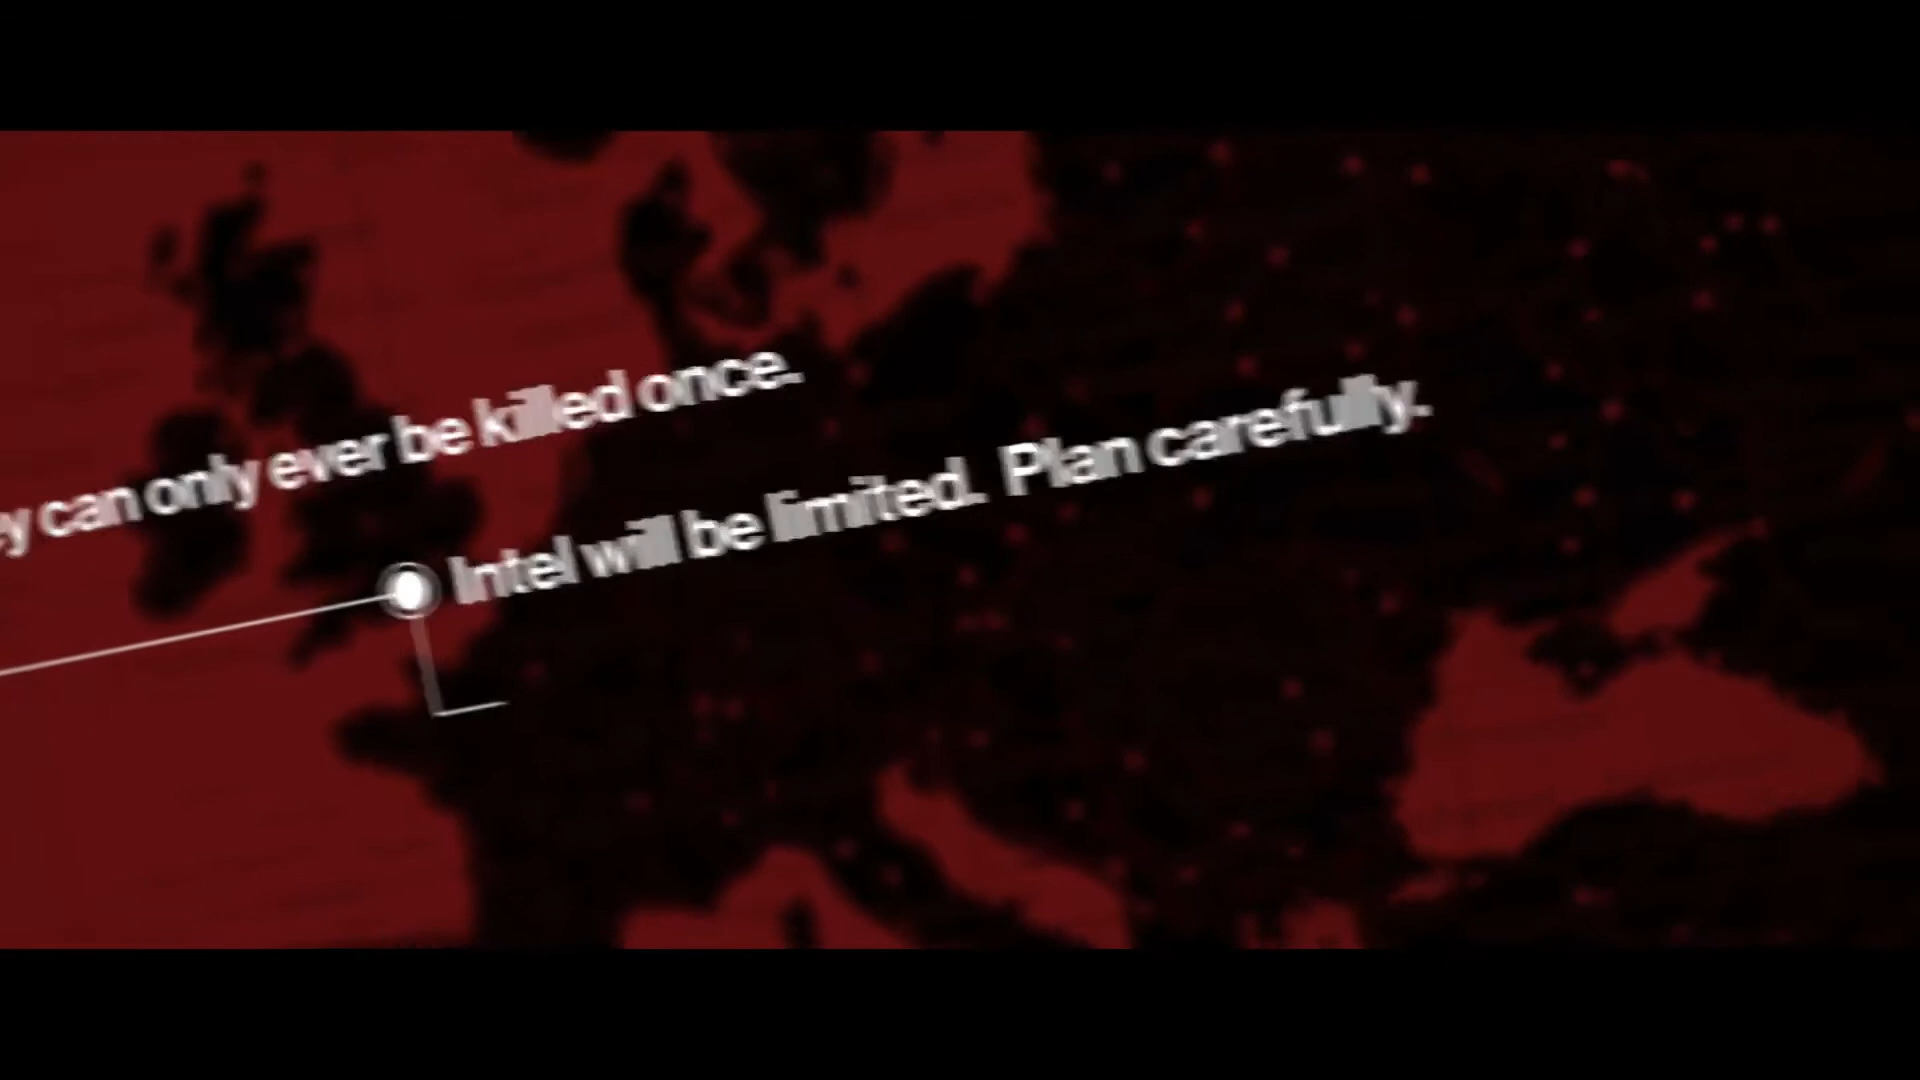 can only ever be killed once.
Intel will be limited. Plan carefully.